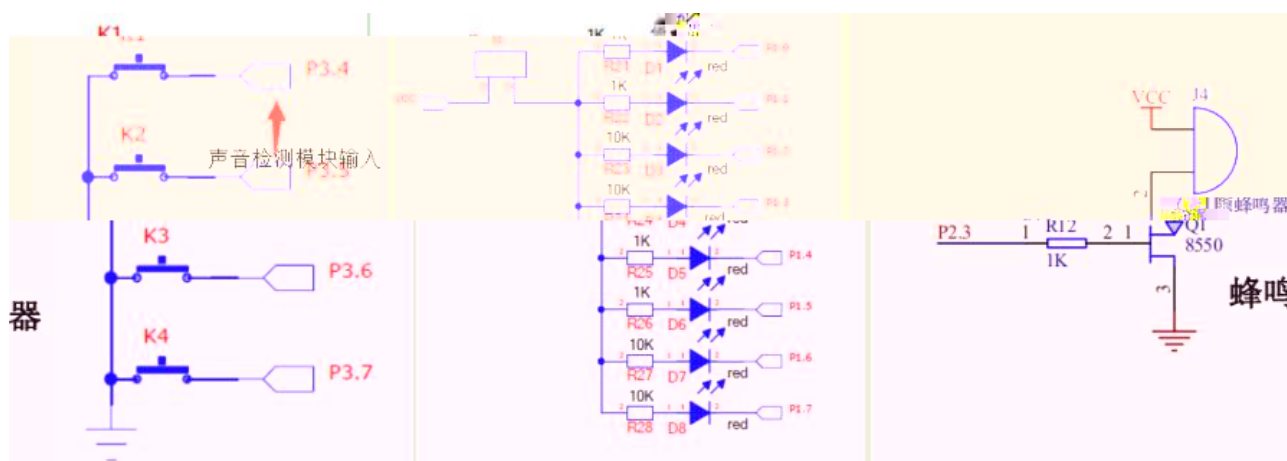 K1
P3.4
K2
声音检测模块输入
P3.5
K3
P3.6
K4
P3.7
器
VCC
1K
R21 D1 red
1K
R22 D2 red
10K
R23 D3 red
10K
R24 D4 red
1K
R25 D5 red P1.4
1K
R26 D6 red P1.5
10K
R27 D7 red P1.6
10K
R28 D8 red P1.7
VCC
J4
蜂鸣器
Q1
8550
P2.3 1 R12 2 1
1K
3
蜂鸣